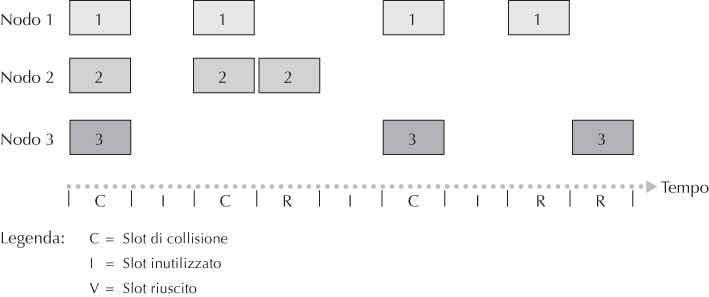 Nodo 1 1 1 1 1
Nodo 2 2 2 2
Nodo 3 3 3 3
Tempo
C I C R I C I R R
Legenda: C = Slot di collisione
I = Slot inutilizzato
V = Slot riuscito